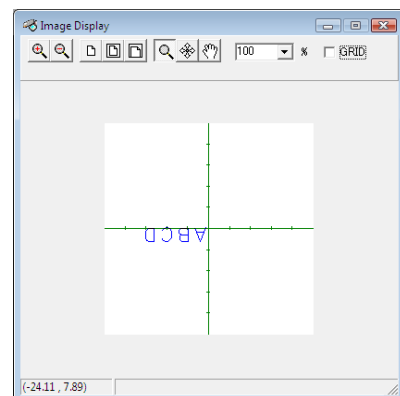 Image Display
100 % GRID
ABCD
(-24.11 , 7.89)